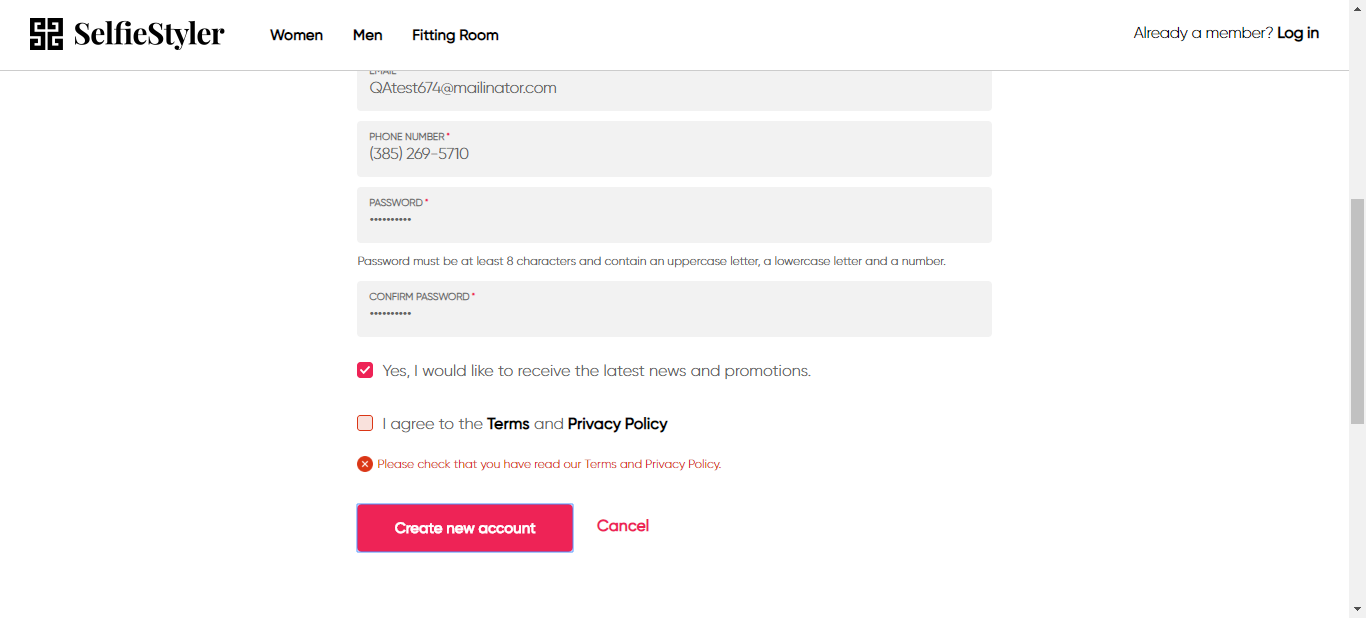 SelfieStyler
Women
Men
Fitting Room
Already a member? Log in
EMAIL
QAtest674@mailinator.com
PHONE NUMBER*
(385) 269-5710
PASSWORD*
••••••••••
Password must be at least 8 characters and contain an uppercase letter, a lowercase letter and a number.
CONFIRM PASSWORD*
••••••••••
Yes, I would like to receive the latest news and promotions.
I agree to the Terms and Privacy Policy
Please check that you have read our Terms and Privacy Policy.
Create new account
Cancel